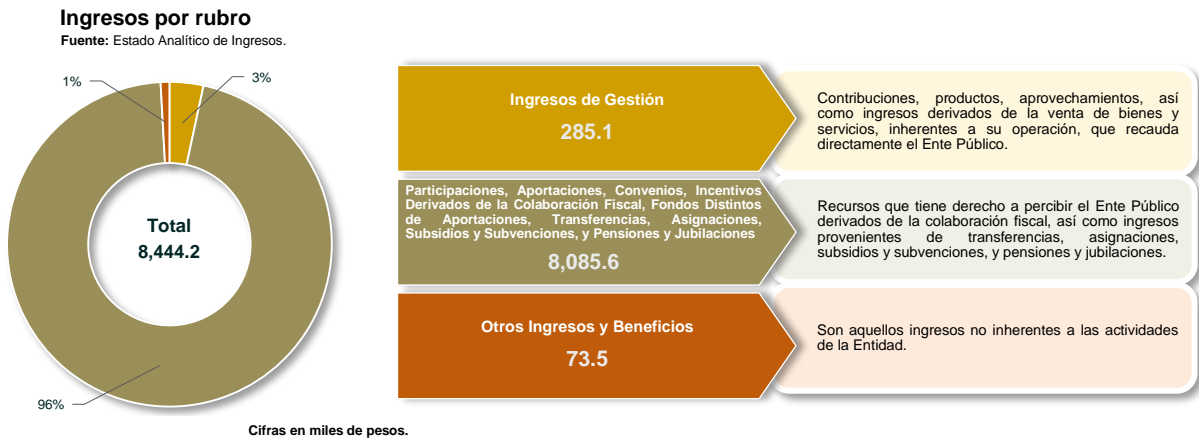 Ingresos por rubro
Fuente: Estado Analítico de Ingresos.
1%
3%
Total
8,444.2
96%
Ingresos de Gestión
285.1
Contribuciones, productos, aprovechamientos, así
como ingresos derivados de la venta de bienes y
servicios, inherentes a su operación, que recauda
directamente el Ente Público.
Participaciones, Aportaciones, Convenios, Incentivos
Derivados de la Colaboración Fiscal, Fondos Distintos
de Aportaciones, Transferencias, Asignaciones,
Subsidios y Subvenciones, y Pensiones y Jubilaciones
8,085.6
Recursos que tiene derecho a percibir el Ente Público
derivados de la colaboración fiscal, así como ingresos
provenientes de transferencias, asignaciones,
subsidios y subvenciones, y pensiones y jubilaciones.
Otros Ingresos y Beneficios
73.5
Son aquellos ingresos no inherentes a las actividades
de la Entidad.
Cifras en miles de pesos.